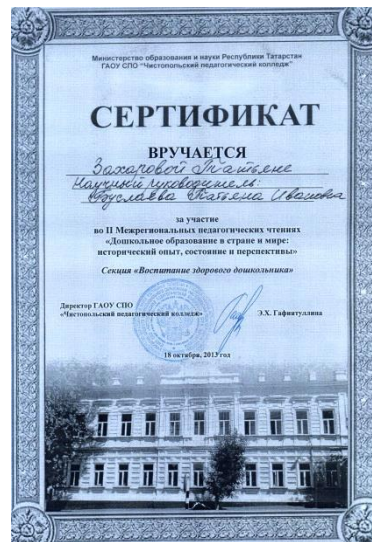 Министерство образования и науки Республики Татарстан
ГАОУ СПО "Чистопольский педагогический колледж"
СЕРТИФИКАТ
ВРУЧАЕТСЯ
Захаровой Татьяне
Научный руководитель:
Татьяна Ивановна
за участие
во II Межрегиональных педагогических чтениях
«Дошкольное образование в стране и мире:
исторический опыт, состояние и перспективы»
Секция «Воспитание здорового дошкольника»
Директор ГАОУ СПО
«Чистопольский педагогический колледж» Э.Х. Гафиятуллина
18 октября, 2013 год